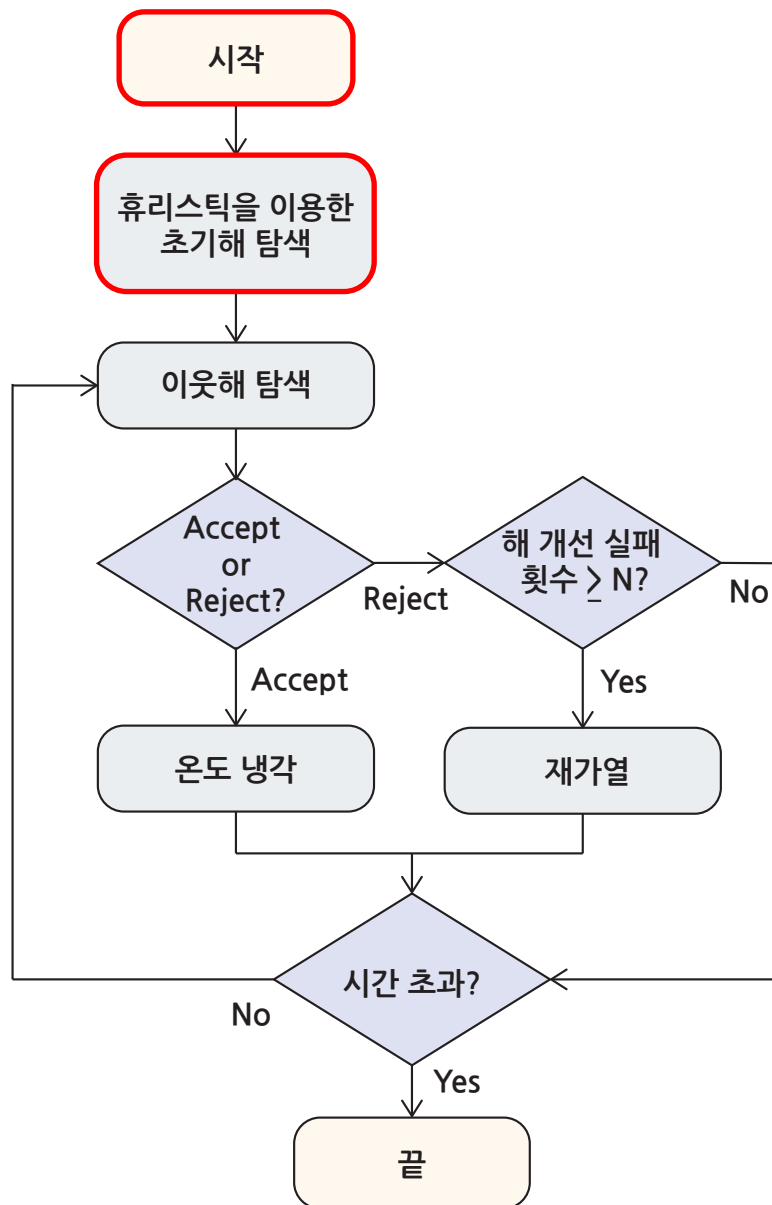 시작
휴리스틱을 이용한
초기해 탐색
이웃해 탐색
Accept
or
Reject?
Reject
해 개선 실패
횟수 ≥ N?
No
Accept
Yes
온도 냉각
재가열
시간 초과?
No
Yes
끝